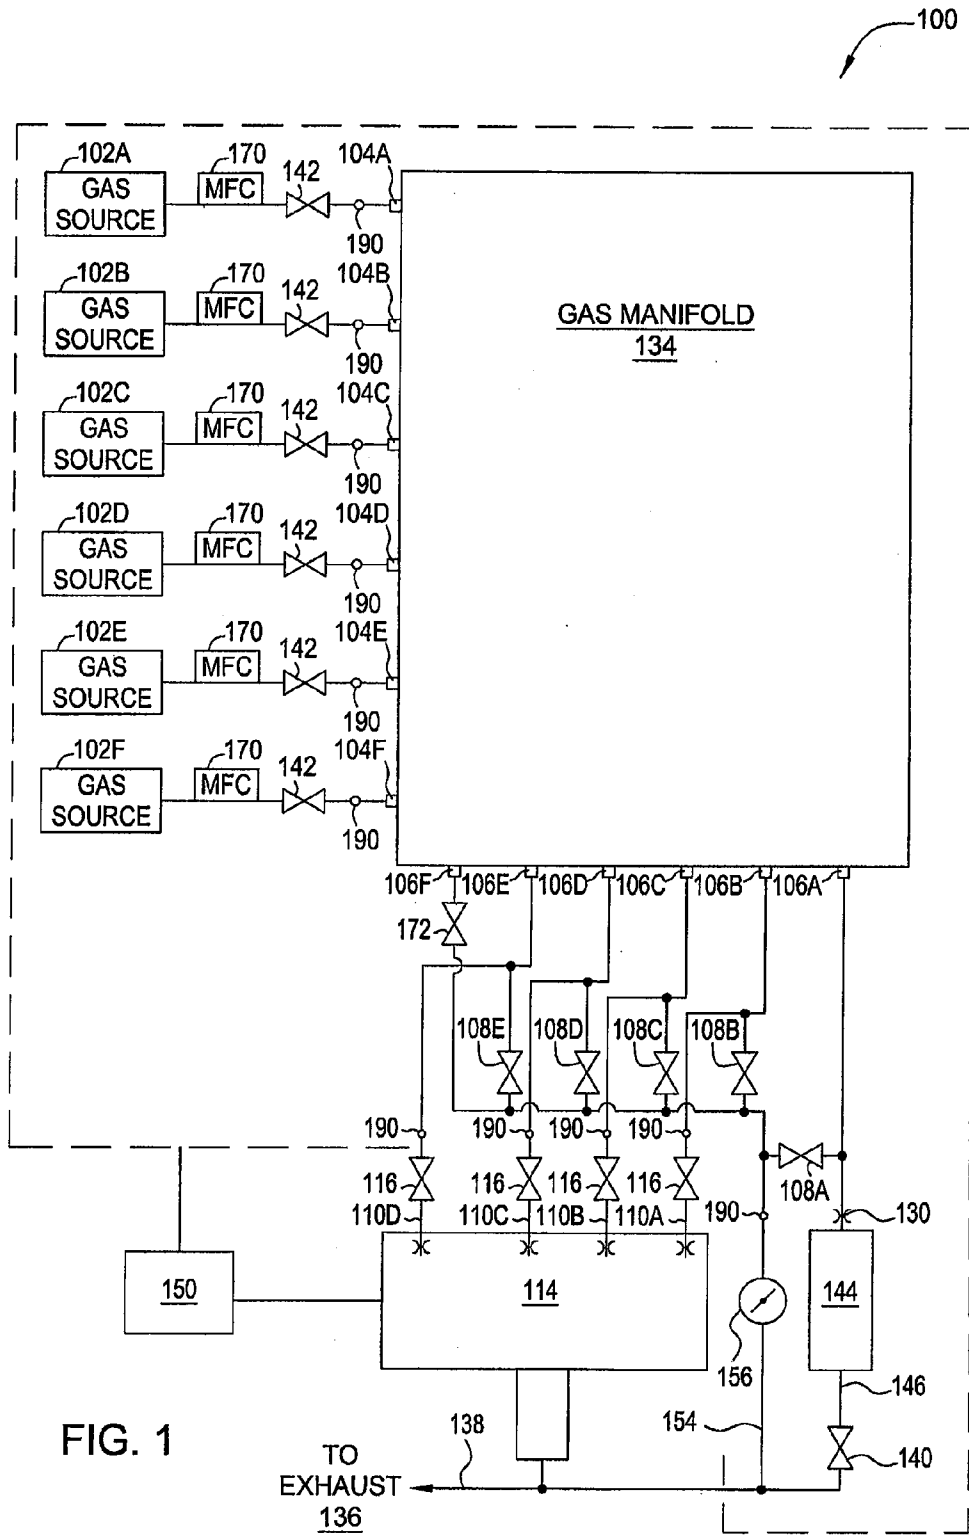 100
102A 170 142 104A
GAS SOURCE MFC
190
102B 170 142 104B
GAS SOURCE MFC
190
GAS MANIFOLD
134
102C 170 142 104C
GAS SOURCE MFC
190
102D 170 142 104D
GAS SOURCE MFC
190
102E 170 142 104E
GAS SOURCE MFC
190
102F 170 142 104F
GAS SOURCE MFC
190
106F 106E 106D 106C 106B 106A
172
108E 108D 108C 108B
190 190 190 190
116 116 116 116 108A
110D 110C 110B 110A 190 130
150 114 144
156
146
154
140
138
FIG. 1
TO
EXHAUST
136